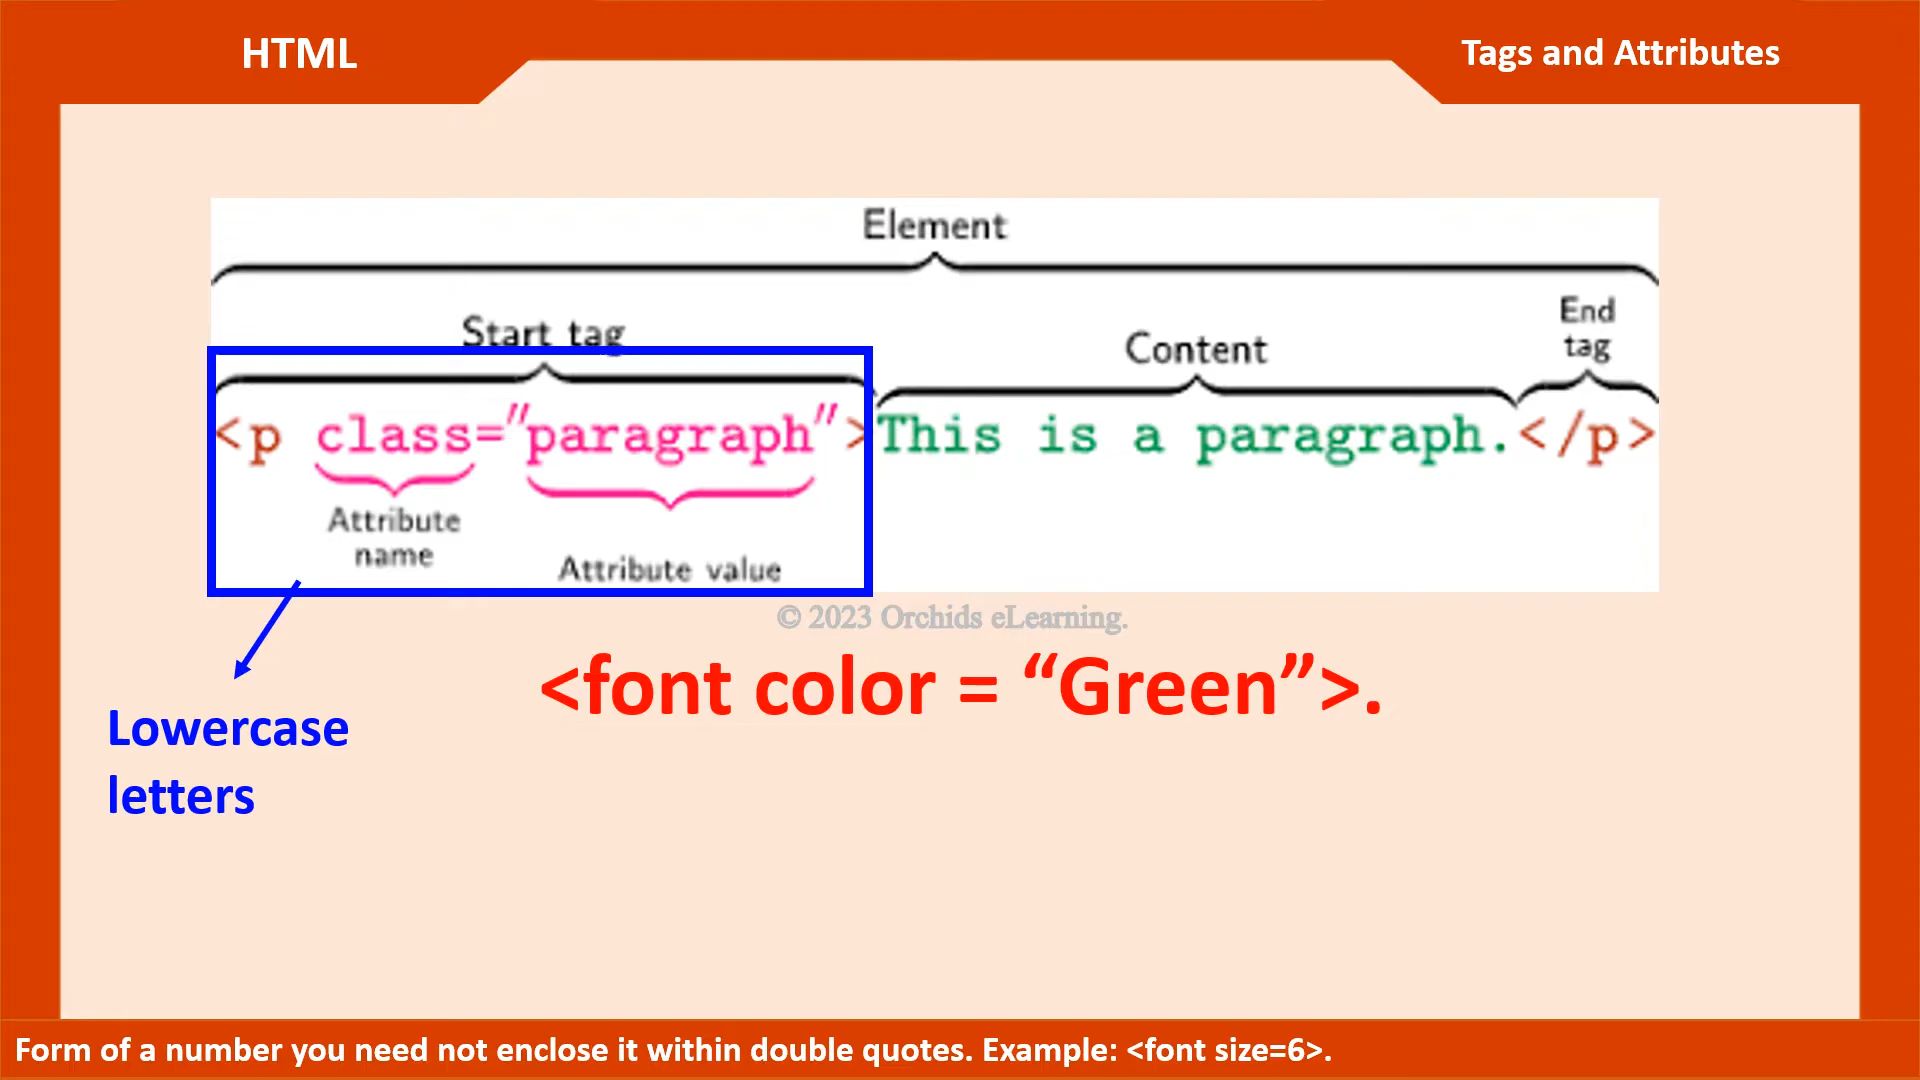 HTML
Tags and Attributes
Element
Start tag
Content
End
tag
<p class="paragraph">This is a paragraph.</p>
Attribute
name
Attribute value
© 2023 Orchids eLearning.
<font color = “Green”>.
Lowercase
letters
Form of a number you need not enclose it within double quotes. Example: <font size=6>.